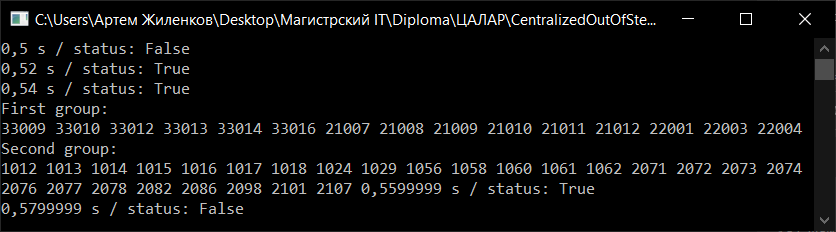 C:\Users\Артем Жиленков\Desktop\Магистрский IT\Diploma\ЦАЛАР\CentralizedOutOfSte...
0,5 s / status: False
0,52 s / status: True
0,54 s / status: True
First group:
33009 33010 33012 33013 33014 33016 21007 21008 21009 21010 21011 21012 22001 22003 22004
Second group:
1012 1013 1014 1015 1016 1017 1018 1024 1029 1056 1058 1060 1061 1062 2071 2072 2073 2074
2076 2077 2078 2082 2086 2098 2101 2107 0,5599999 s / status: True
0,5799999 s / status: False